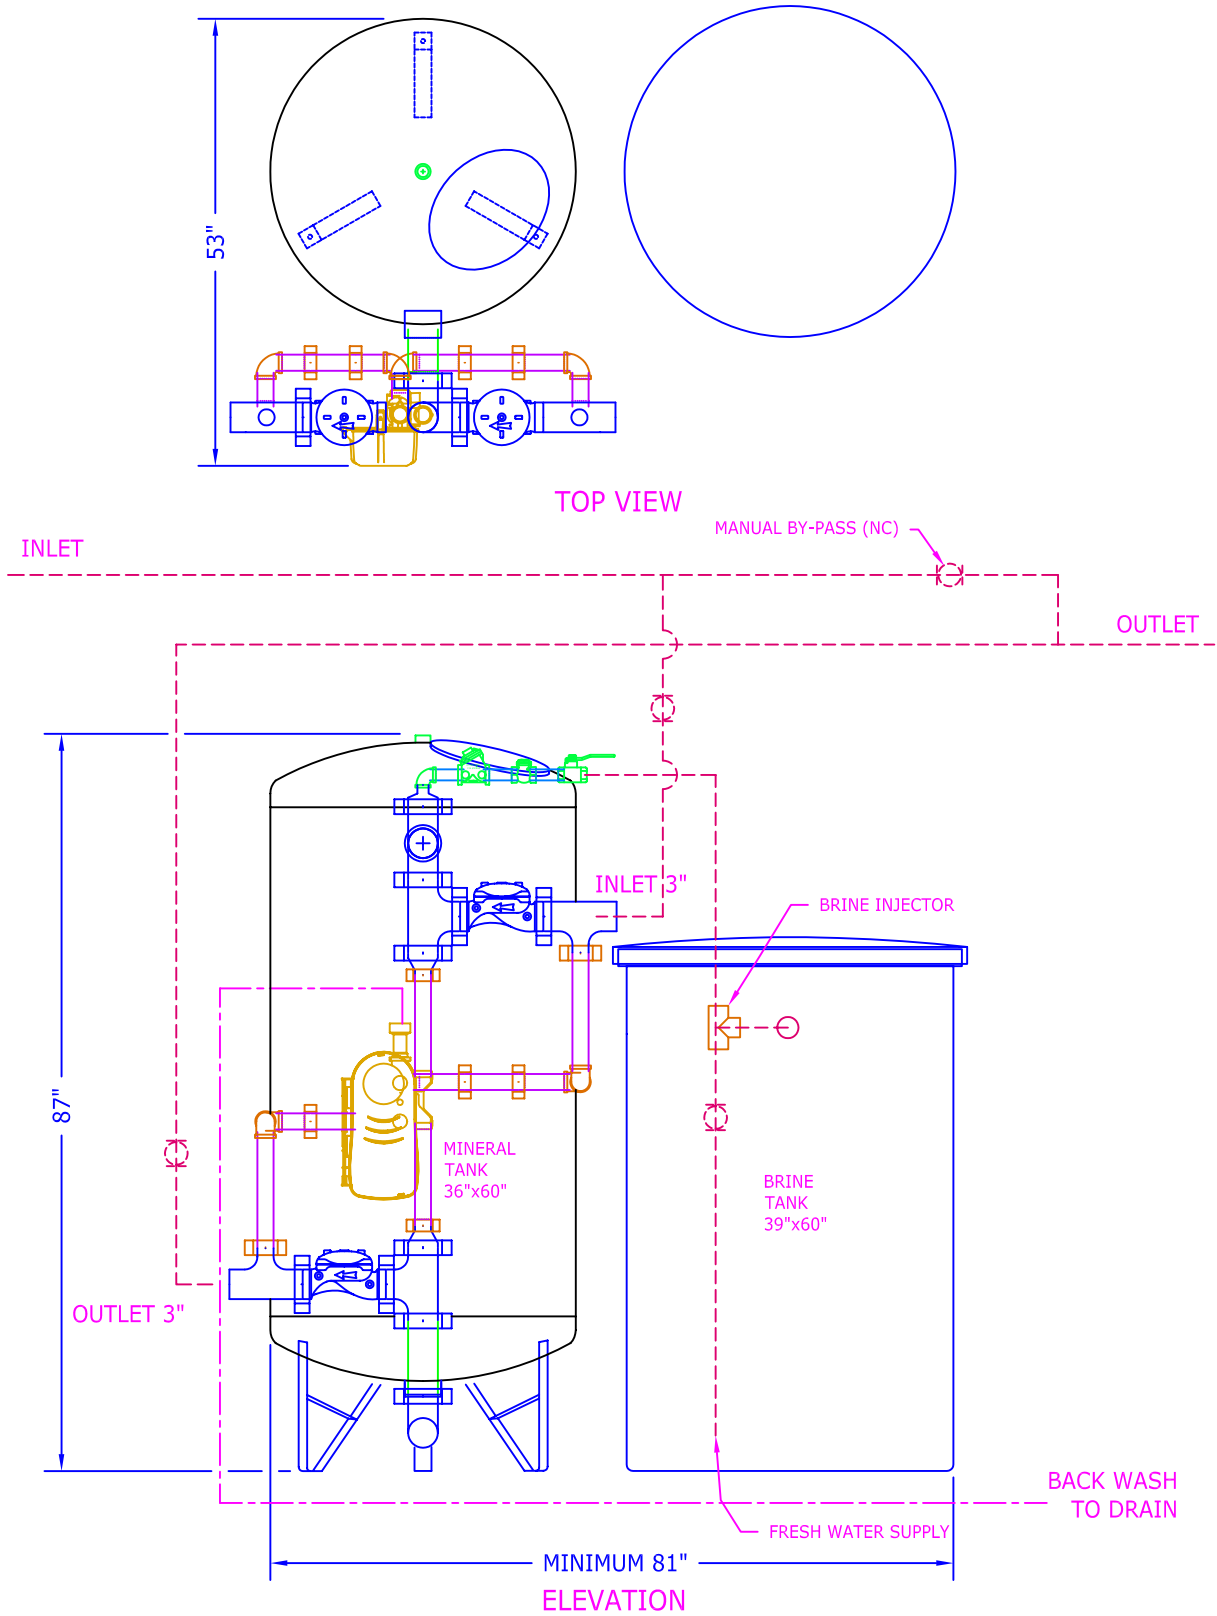 53"
TOP VIEW
MANUAL BY-PASS (NC)
INLET
OUTLET
INLET 3"
BRINE INJECTOR
87"
MINERAL
TANK
36"x60"
BRINE
TANK
39"x60"
OUTLET 3"
BACK WASH
TO DRAIN
FRESH WATER SUPPLY
MINIMUM 81"
ELEVATION